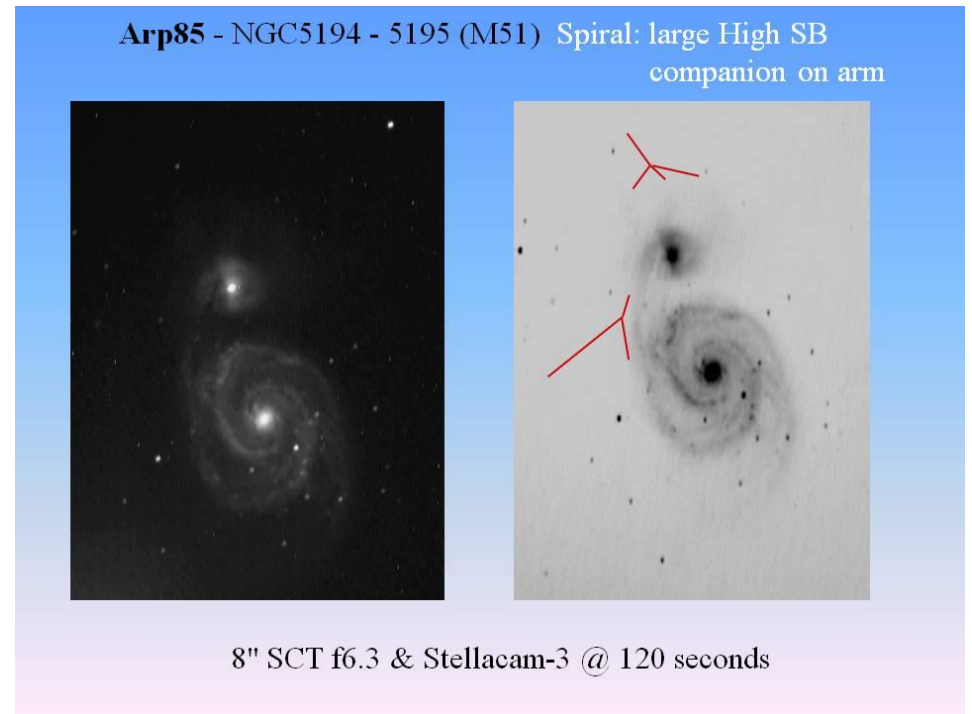 Arp85 - NGC5194 - 5195 (M51) Spiral: large High SB
companion on arm
8" SCT f6.3 & Stellacam-3 @ 120 seconds